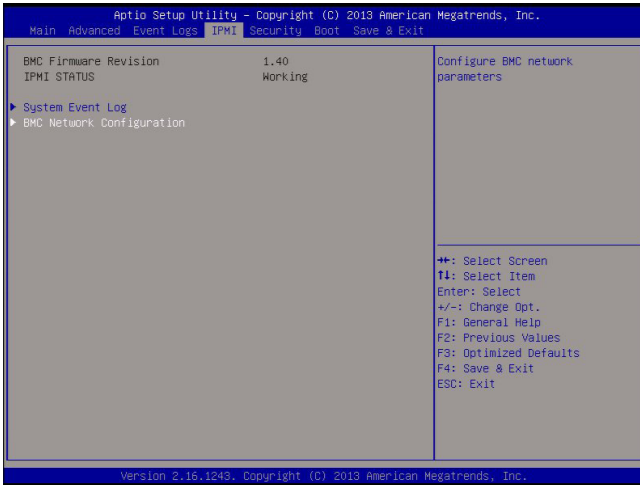 Aptio Setup Utility – Copyright (C) 2013 American Megatrends, Inc.
Main Advanced Event Logs IPMI Security Boot Save & Exit
BMC Firmware Revision 1.40
IPMI STATUS Working
System Event Log
BMC Network Configuration
Configure BMC network
parameters
→←: Select Screen
↑↓: Select Item
Enter: Select
+/-: Change Opt.
F1: General Help
F2: Previous Values
F3: Optimized Defaults
F4: Save & Exit
ESC: Exit
Version 2.16.1243. Copyright (C) 2013 American Megatrends, Inc.